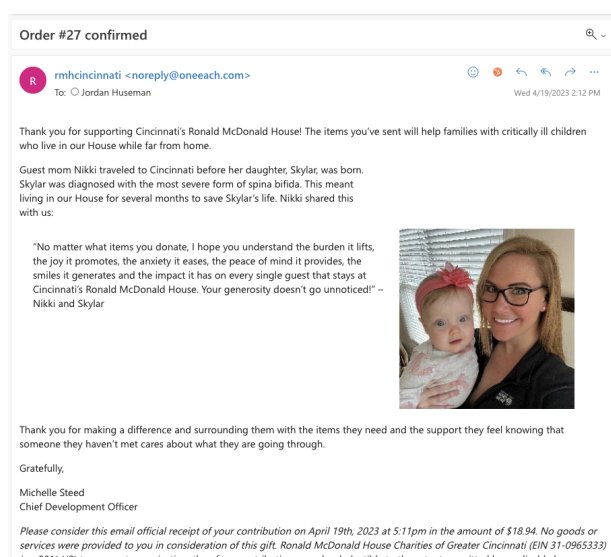 Order #27 confirmed
R
rmhcincinnati <noreply@oneeach.com>
To: Jordan Huseman
Wed 4/19/2023 2:12 PM
Thank you for supporting Cincinnati's Ronald McDonald House! The items you've sent will help families with critically ill children
who live in our House while far from home.
Guest mom Nikki traveled to Cincinnati before her daughter, Skylar, was born.
Skylar was diagnosed with the most severe form of spina bifida. This meant
living in our House for several months to save Skylar's life. Nikki shared this
with us:
"No matter what items you donate, I hope you understand the burden it lifts,
the joy it promotes, the anxiety it eases, the peace of mind it provides, the
smiles it generates and the impact it has on every single guest that stays at
Cincinnati's Ronald McDonald House. Your generosity doesn't go unnoticed!" –
Nikki and Skylar
Thank you for making a difference and surrounding them with the items they need and the support they feel knowing that
someone they haven't met cares about what they are going through.
Gratefully,
Michelle Steed
Chief Development Officer
Please consider this email official receipt of your contribution on April 19th, 2023 at 5:11pm in the amount of $18.94. No goods or
services were provided to you in consideration of this gift. Ronald McDonald House Charities of Greater Cincinnati (EIN 31-0965333)